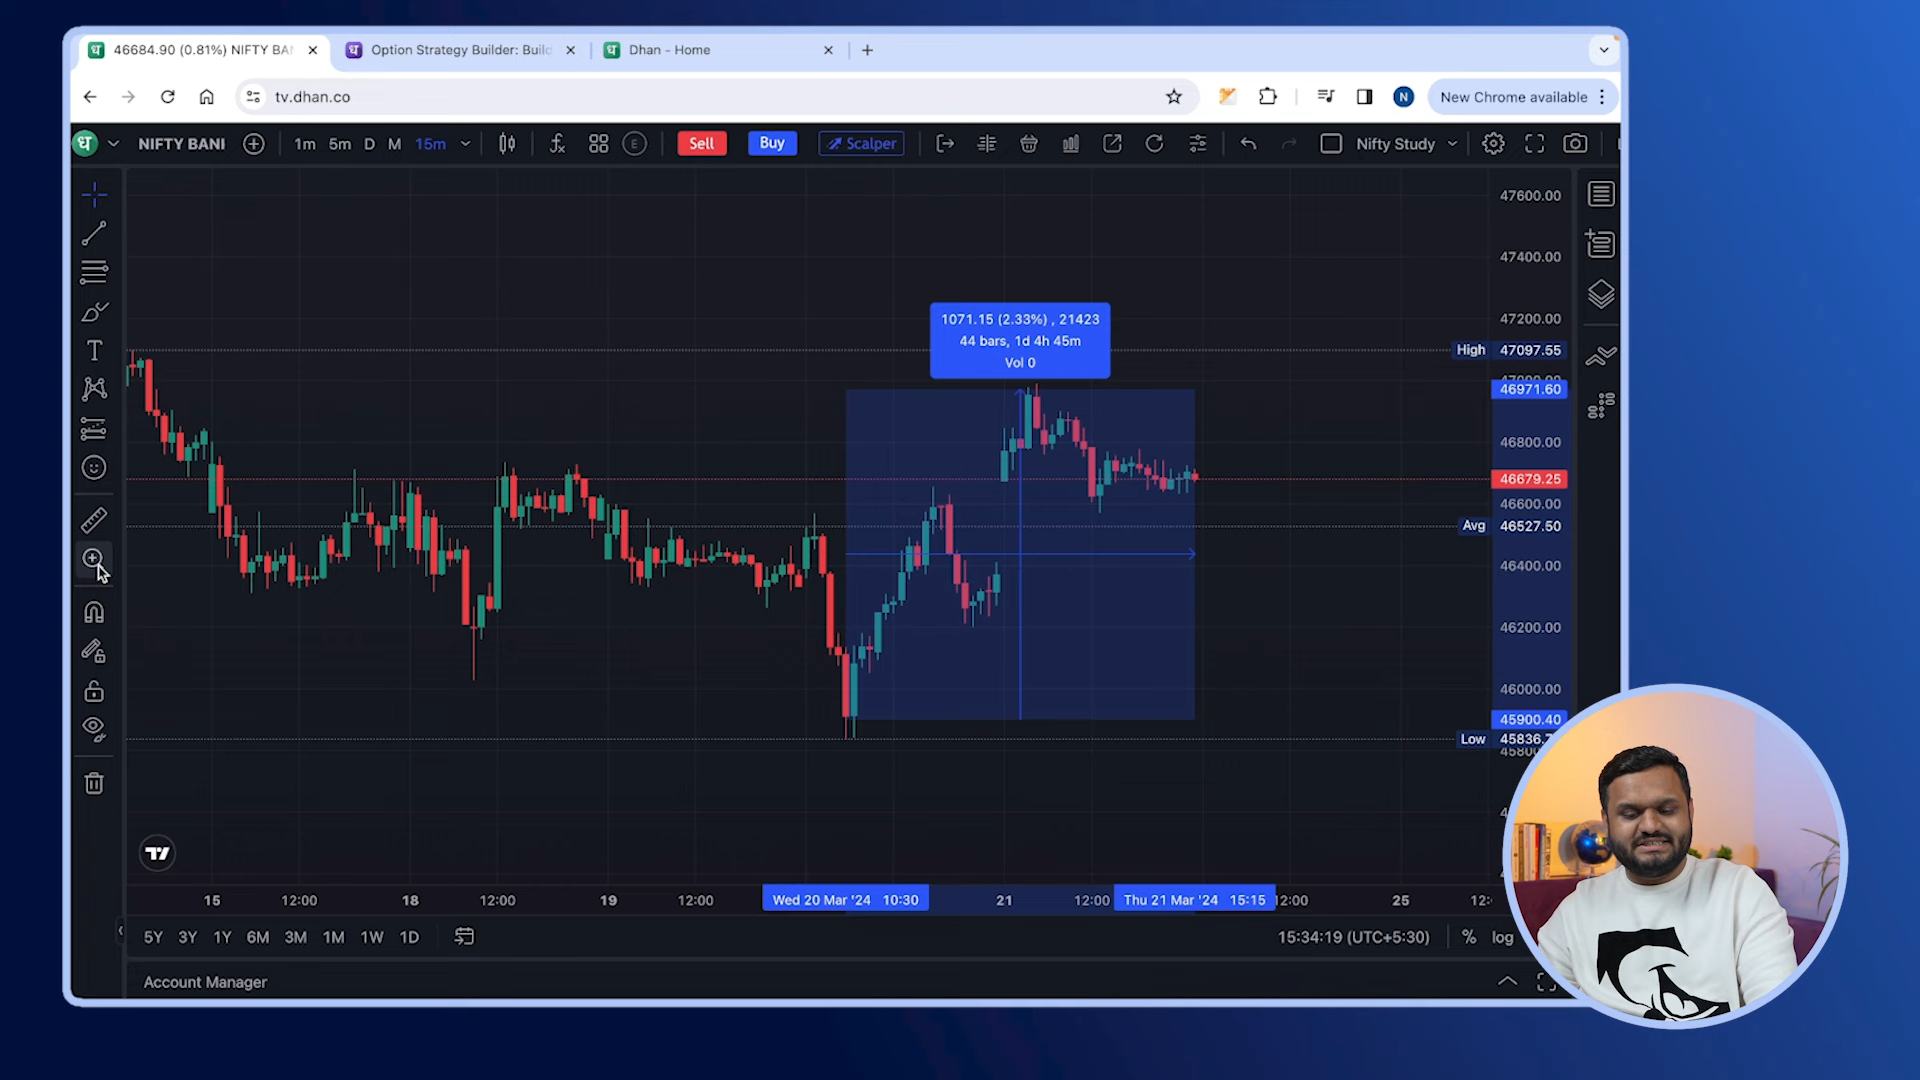 46684.90 (0.81%) NIFTY BAN
Option Strategy Builder: Build
Dhan - Home
tv.dhan.co
N
New Chrome available
ध
NIFTY BANI
1m 5m D M 15m
E
Sell
Buy
Scalper
Nifty Study
47600.00
47400.00
47200.00
High 47097.55
46971.60
46800.00
46679.25
46600.00
Avg 46527.50
46400.00
46200.00
46000.00
45900.40
Low 45836.7
1071.15 (2.33%) , 21423
44 bars, 1d 4h 45m
Vol 0
T
15 12:00 18 12:00 19 12:00 Wed 20 Mar '24 10:30 21 12:00 Thu 21 Mar '24 15:15 12:00 25 12:
5Y 3Y 1Y 6M 3M 1M 1W 1D
15:34:19 (UTC+5:30) % log
Account Manager